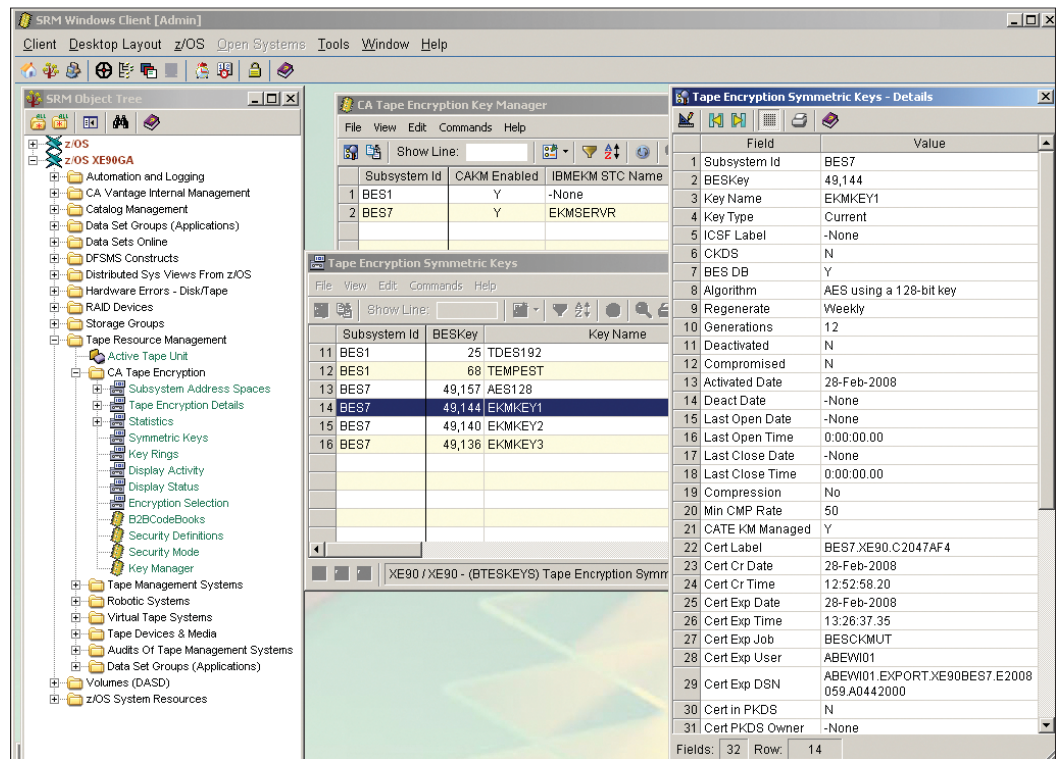 SRM Windows Client [Admin]
Client Desktop Layout z/OS Open Systems Tools Window Help
SRM Object Tree
z/OS
z/OS XE90GA
Automation and Logging
CA Vantage Internal Management
Catalog Management
Data Set Groups (Applications)
Data Sets Online
DFSMS Constructs
Distributed Sys Views From z/OS
Hardware Errors - Disk/Tape
RAID Devices
Storage Groups
Tape Resource Management
Active Tape Unit
CA Tape Encryption
Subsystem Address Spaces
Tape Encryption Details
Statistics
Symmetric Keys
Key Rings
Display Activity
Display Status
Encryption Selection
B2BCodeBooks
Security Definitions
Security Mode
Key Manager
Tape Management Systems
Robotic Systems
Virtual Tape Systems
Tape Devices & Media
Audits Of Tape Management Systems
Data Set Groups (Applications)
Volumes (DASD)
z/OS System Resources
CA Tape Encryption Key Manager
File View Edit Commands Help
Show Line:
Subsystem Id CAKM Enabled IBMEKM STC Name
1 BES1 Y -None
2 BES7 Y EKMSERVR
Tape Encryption Symmetric Keys
File View Edit Commands Help
Show Line:
Subsystem Id BESKey Key Name
11 BES1 25 TDES192
12 BES1 68 TEMPEST
13 BES7 49,157 AES128
14 BES7 49,144 EKMKEY1
15 BES7 49,140 EKMKEY2
16 BES7 49,136 EKMKEY3
XE90 / XE90 - (BTESKEYS) Tape Encryption Symm
Tape Encryption Symmetric Keys - Details
Field Value
1 Subsystem Id BES7
2 BESKey 49,144
3 Key Name EKMKEY1
4 Key Type Current
5 ICSF Label -None
6 CKDS N
7 BES DB Y
8 Algorithm AES using a 128-bit key
9 Regenerate Weekly
10 Generations 12
11 Deactivated N
12 Compromised N
13 Activated Date 28-Feb-2008
14 Deact Date -None
15 Last Open Date -None
16 Last Open Time 0:00:00.00
17 Last Close Date -None
18 Last Close Time 0:00:00.00
19 Compression No
20 Min CMP Rate 50
21 CATE KM Managed Y
22 Cert Label BES7.XE90.C2047AF4
23 Cert Cr Date 28-Feb-2008
24 Cert Cr Time 12:52:58.20
25 Cert Exp Date 28-Feb-2008
26 Cert Exp Time 13:26:37.35
27 Cert Exp Job BESCKMUT
28 Cert Exp User ABEWI01
29 Cert Exp DSN ABEWI01.EXPORT.XE90BES7.E2008
059.A0442000
30 Cert in PKDS N
31 Cert PKDS Owner -None
Fields: 32 Row: 14